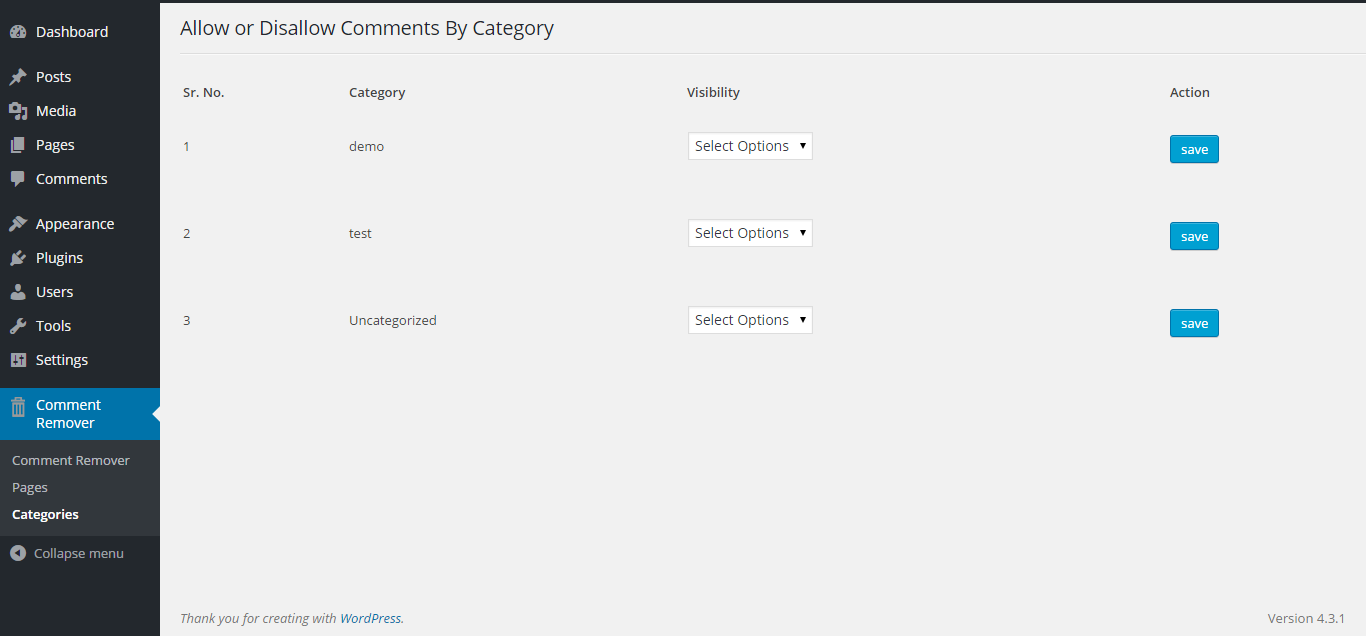 Dashboard
Posts
Media
Pages
Comments
Appearance
Plugins
Users
Tools
Settings
Comment
Remover
Comment Remover
Pages
Categories
Collapse menu
Allow or Disallow Comments By Category
Sr. No. Category Visibility Action
1 demo Select Options save
2 test Select Options save
3 Uncategorized Select Options save
Thank you for creating with WordPress. Version 4.3.1